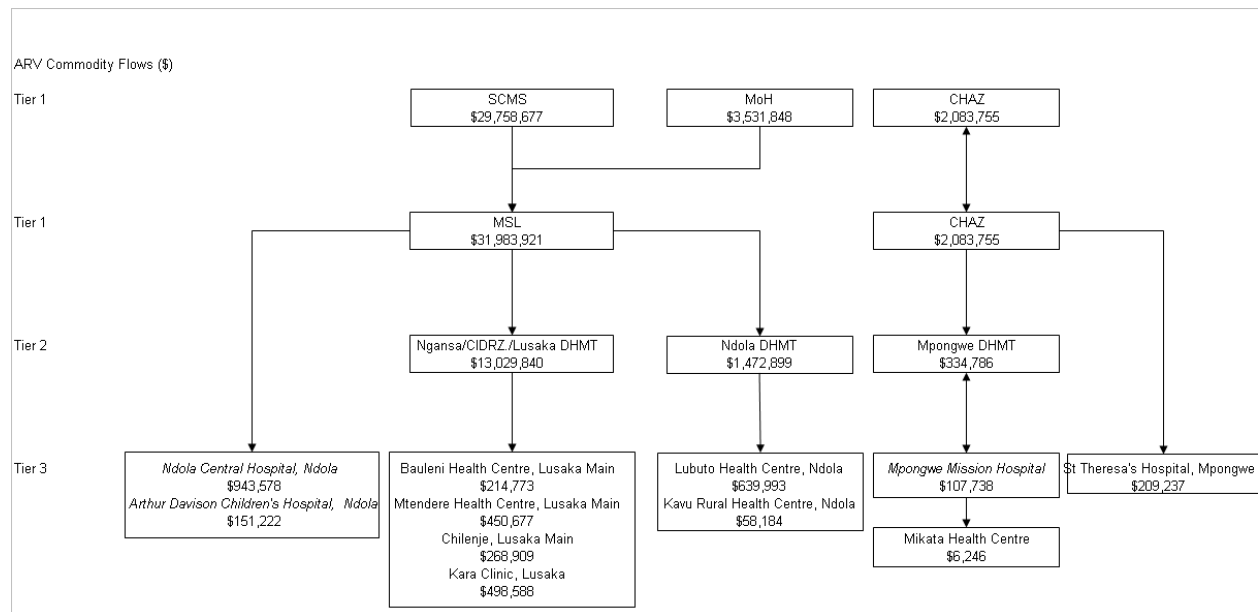 ARV Commodity Flows ($)
Tier 1
SCMS
$29,758,677
MoH
$3,531,848
CHAZ
$2,083,755
Tier 1
MSL
$31,983,921
CHAZ
$2,083,755
Tier 2
Ngansa/CIDRZ./Lusaka DHMT
$13,029,840
Ndola DHMT
$1,472,899
Mpongwe DHMT
$334,786
Tier 3
Ndola Central Hospital, Ndola
$943,578
Arthur Davison Children's Hospital, Ndola
$151,222
Bauleni Health Centre, Lusaka Main
$214,773
Mtendere Health Centre, Lusaka Main
$450,677
Chilenje, Lusaka Main
$268,909
Kara Clinic, Lusaka
$498,588
Lubuto Health Centre, Ndola
$639,993
Kavu Rural Health Centre, Ndola
$58,184
Mpongwe Mission Hospital
$107,738
Mikata Health Centre
$6,246
St Theresa's Hospital, Mpongwe
$209,237